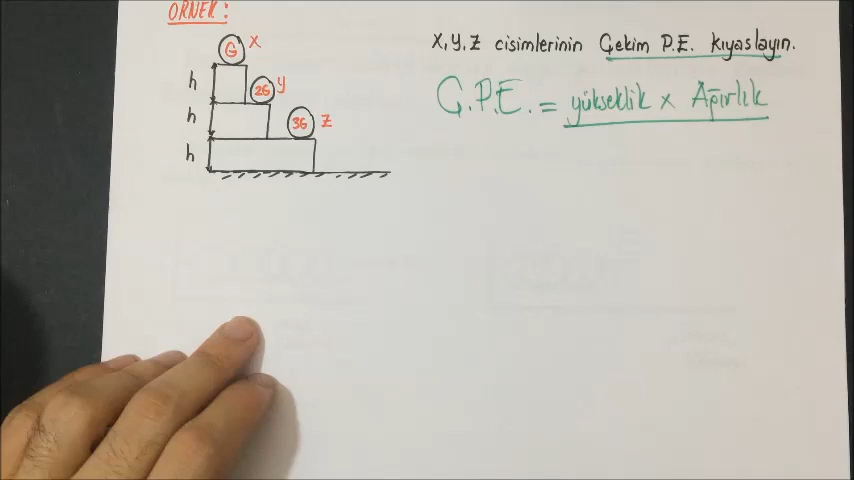 ÖRNEK:
X, Y, Z cisimlerinin Çekim P.E. kıyaslayın.
Ç.P.E. = yükseklik x Ağırlık
G X
h
2G Y
h
3G Z
h